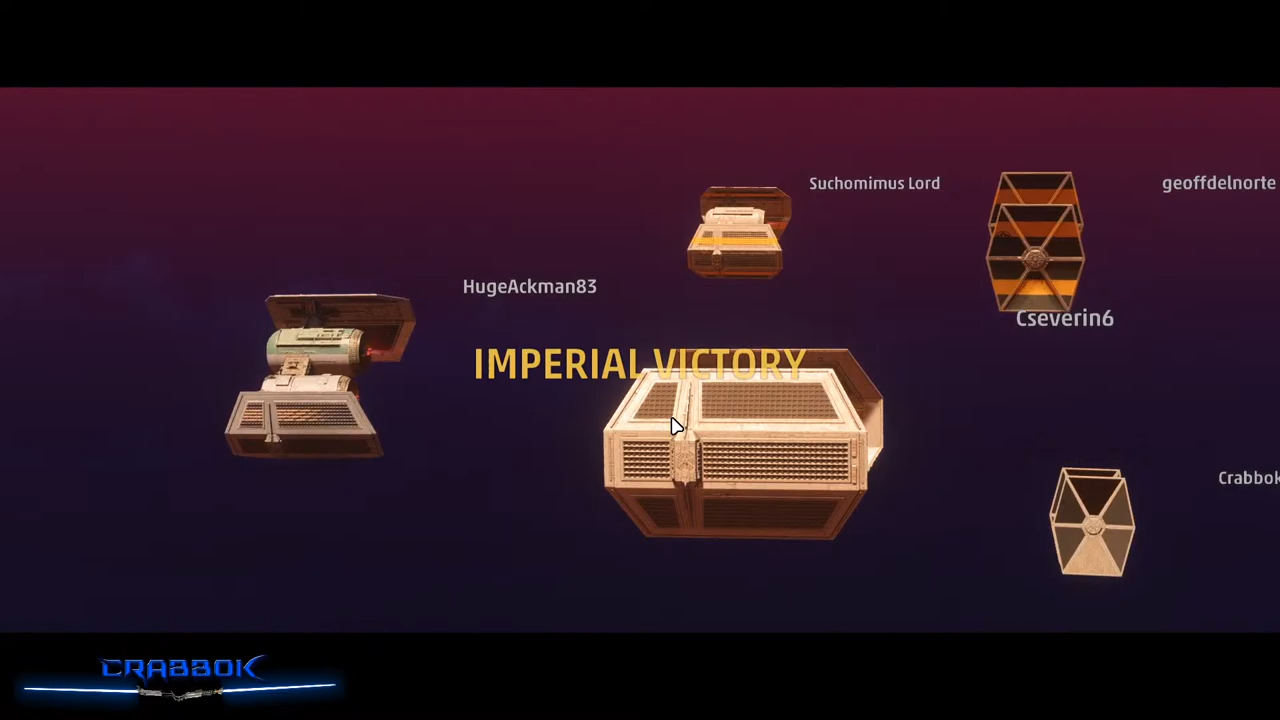 Suchomimus Lord
geoffdelnorte
HugeAckman83
Cseverin6
IMPERIAL VICTORY
Crabbok
CRABBOK